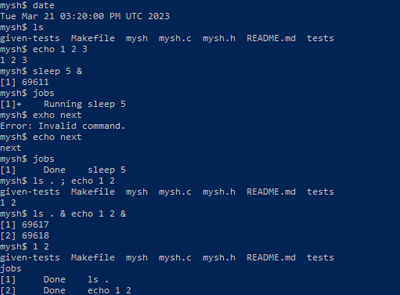 mysh$ date
Tue Mar 21 03:20:00 PM UTC 2023
mysh$ ls
given-tests  Makefile  mysh  mysh.c  mysh.h  README.md  tests
mysh$ echo 1 2 3
1 2 3
mysh$ sleep 5 &
[1] 69611
mysh$ jobs
[1]+    Running sleep 5
mysh$ exho next
Error: Invalid command.
mysh$ echo next
next
mysh$ jobs
[1]     Done    sleep 5
mysh$ ls . ; echo 1 2
given-tests  Makefile  mysh  mysh.c  mysh.h  README.md  tests
1 2
mysh$ ls . & echo 1 2 &
[1] 69617
[2] 69618
mysh$ 1 2
given-tests  Makefile  mysh  mysh.c  mysh.h  README.md  tests
jobs
[1]     Done    ls .
[2]     Done    echo 1 2